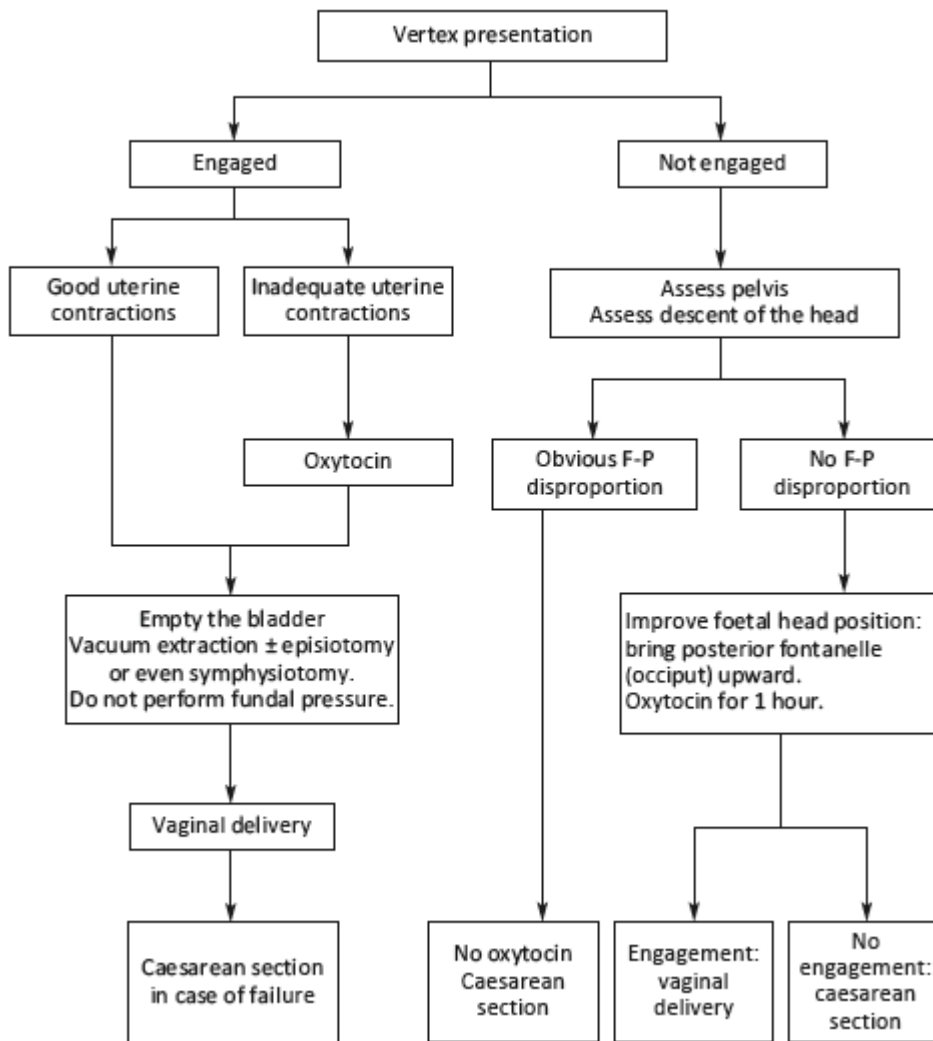 Vertex presentation
Engaged
Not engaged
Good uterine
contractions
Inadequate uterine
contractions
Assess pelvis
Assess descent of the head
Oxytocin
Obvious F-P
disproportion
No F-P
disproportion
Empty the bladder
Vacuum extraction ± episiotomy
or even symphysiotomy.
Do not perform fundal pressure.
Improve foetal head position:
bring posterior fontanelle
(occiput) upward.
Oxytocin for 1 hour.
Vaginal delivery
Caesarean section
in case of failure
No oxytocin
Caesarean
section
Engagement:
vaginal
delivery
No
engagement:
caesarean
section